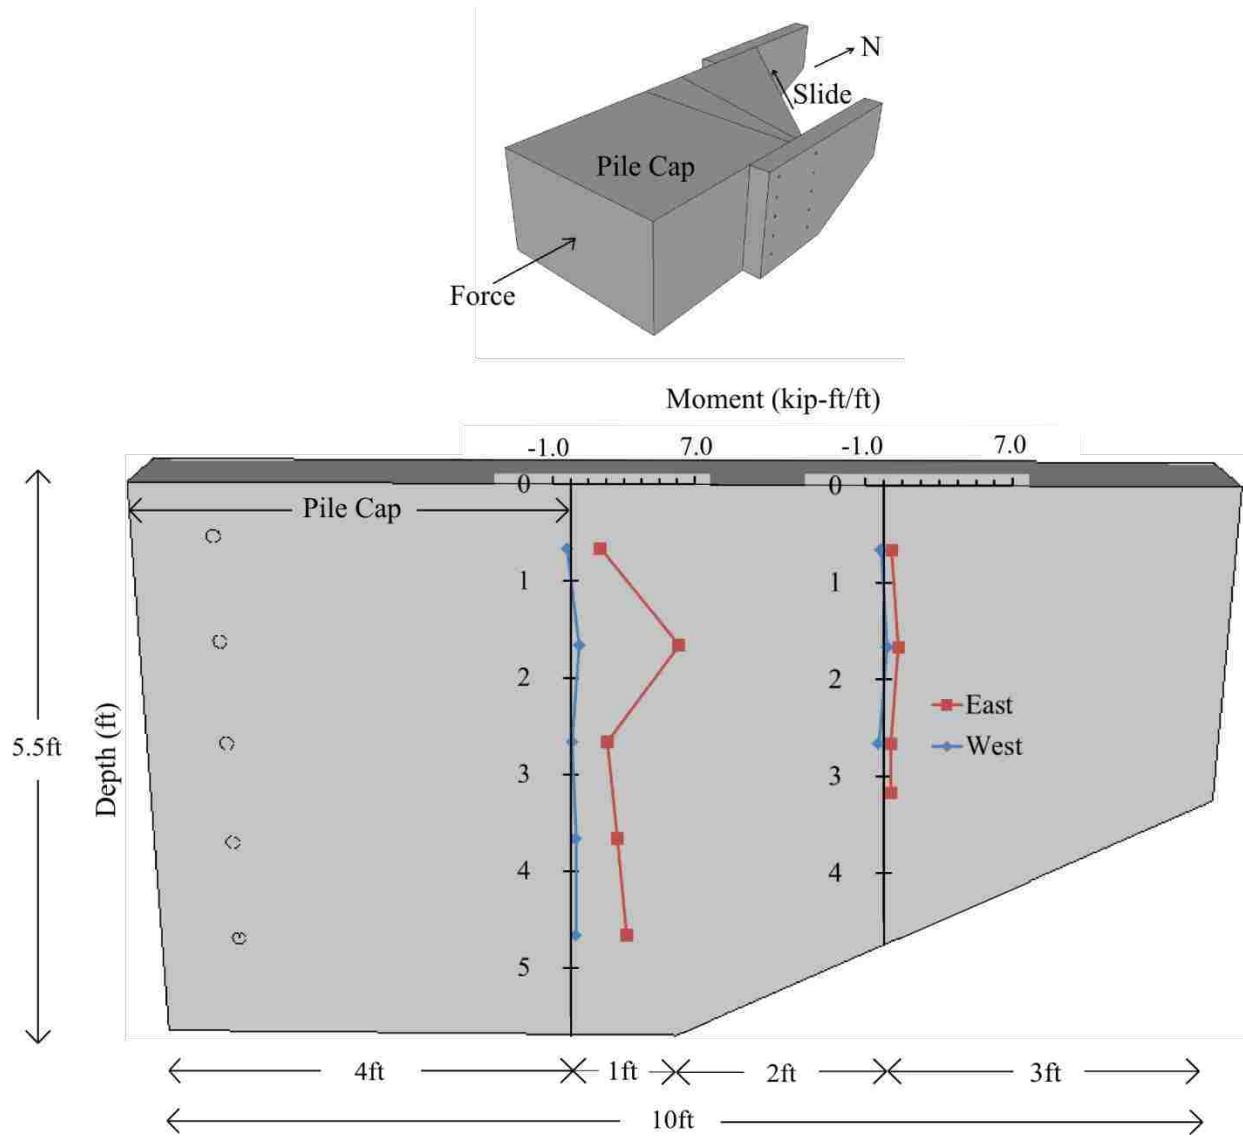 N
Slide
Pile Cap
Force
Moment (kip-ft/ft)
-1.0 7.0 -1.0 7.0
0 0
Pile Cap
1 1
2 2
East
5.5ft Depth (ft) West
3 3
4 4
5
4ft 1ft 2ft 3ft
10ft